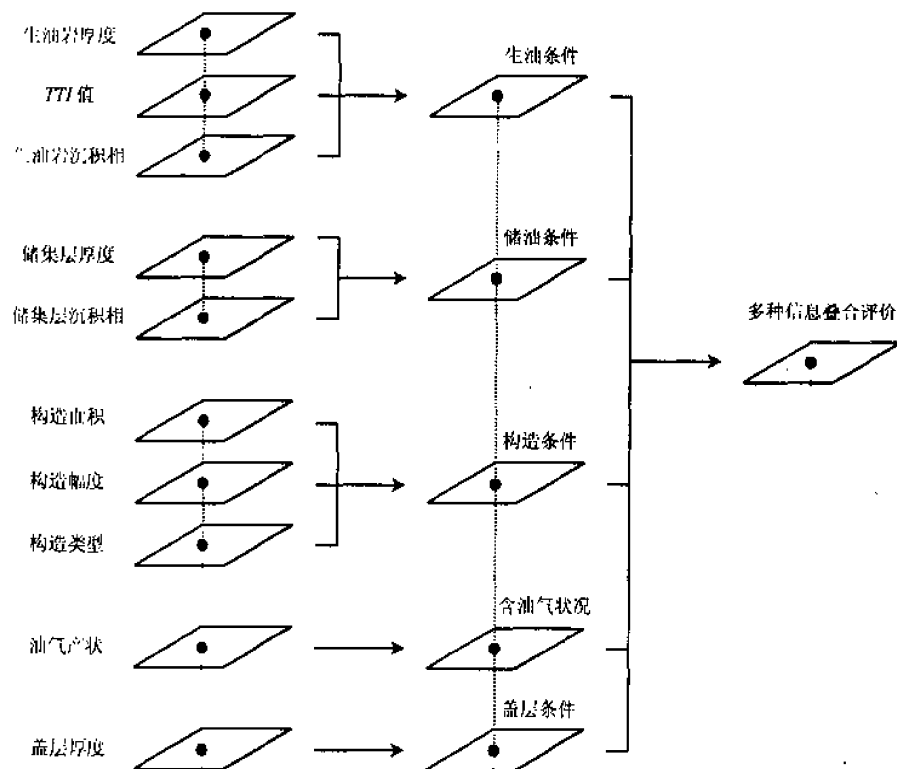 生油岩厚度
生油条件
TTI 值
生油岩沉积相
储油条件
储集层厚度
储集层沉积相
多种信息叠合评价
构造面积
构造条件
构造幅度
构造类型
含油气状况
油气产状
盖层条件
盖层厚度